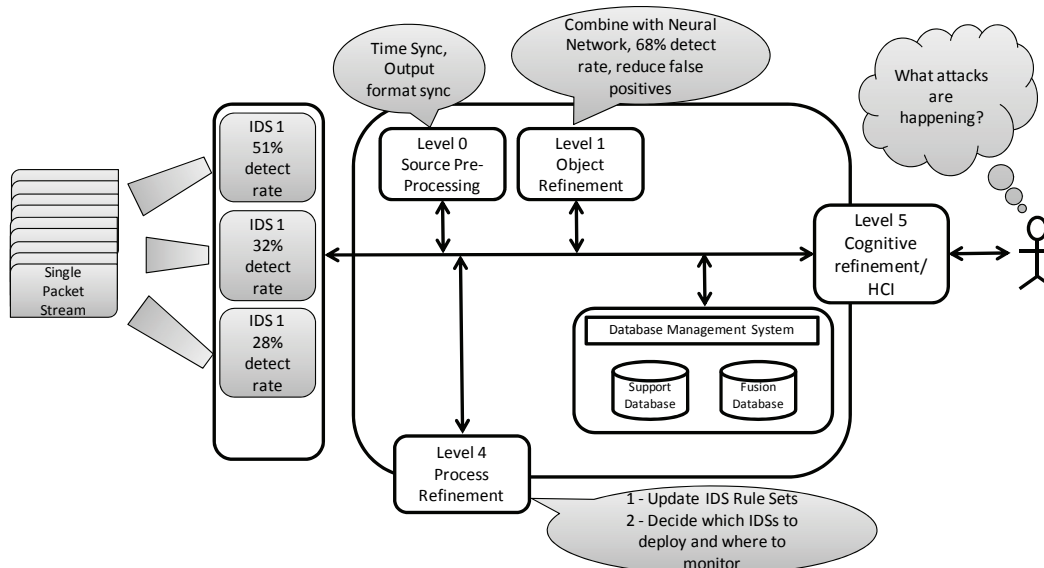 Time Sync,
Output
format sync
Combine with Neural
Network, 68% detect
rate, reduce false
positives
What attacks
are
happening?
IDS 1
51%
detect
rate
Level 0
Source Pre-
Processing
Level 1
Object
Refinement
Single
Packet
Stream
IDS 1
32%
detect
rate
Level 5
Cognitive
refinement/
HCI
IDS 1
28%
detect
rate
Database Management System
Support
Database
Fusion
Database
Level 4
Process
Refinement
1 - Update IDS Rule Sets
2 - Decide which IDSs to
deploy and where to
monitor